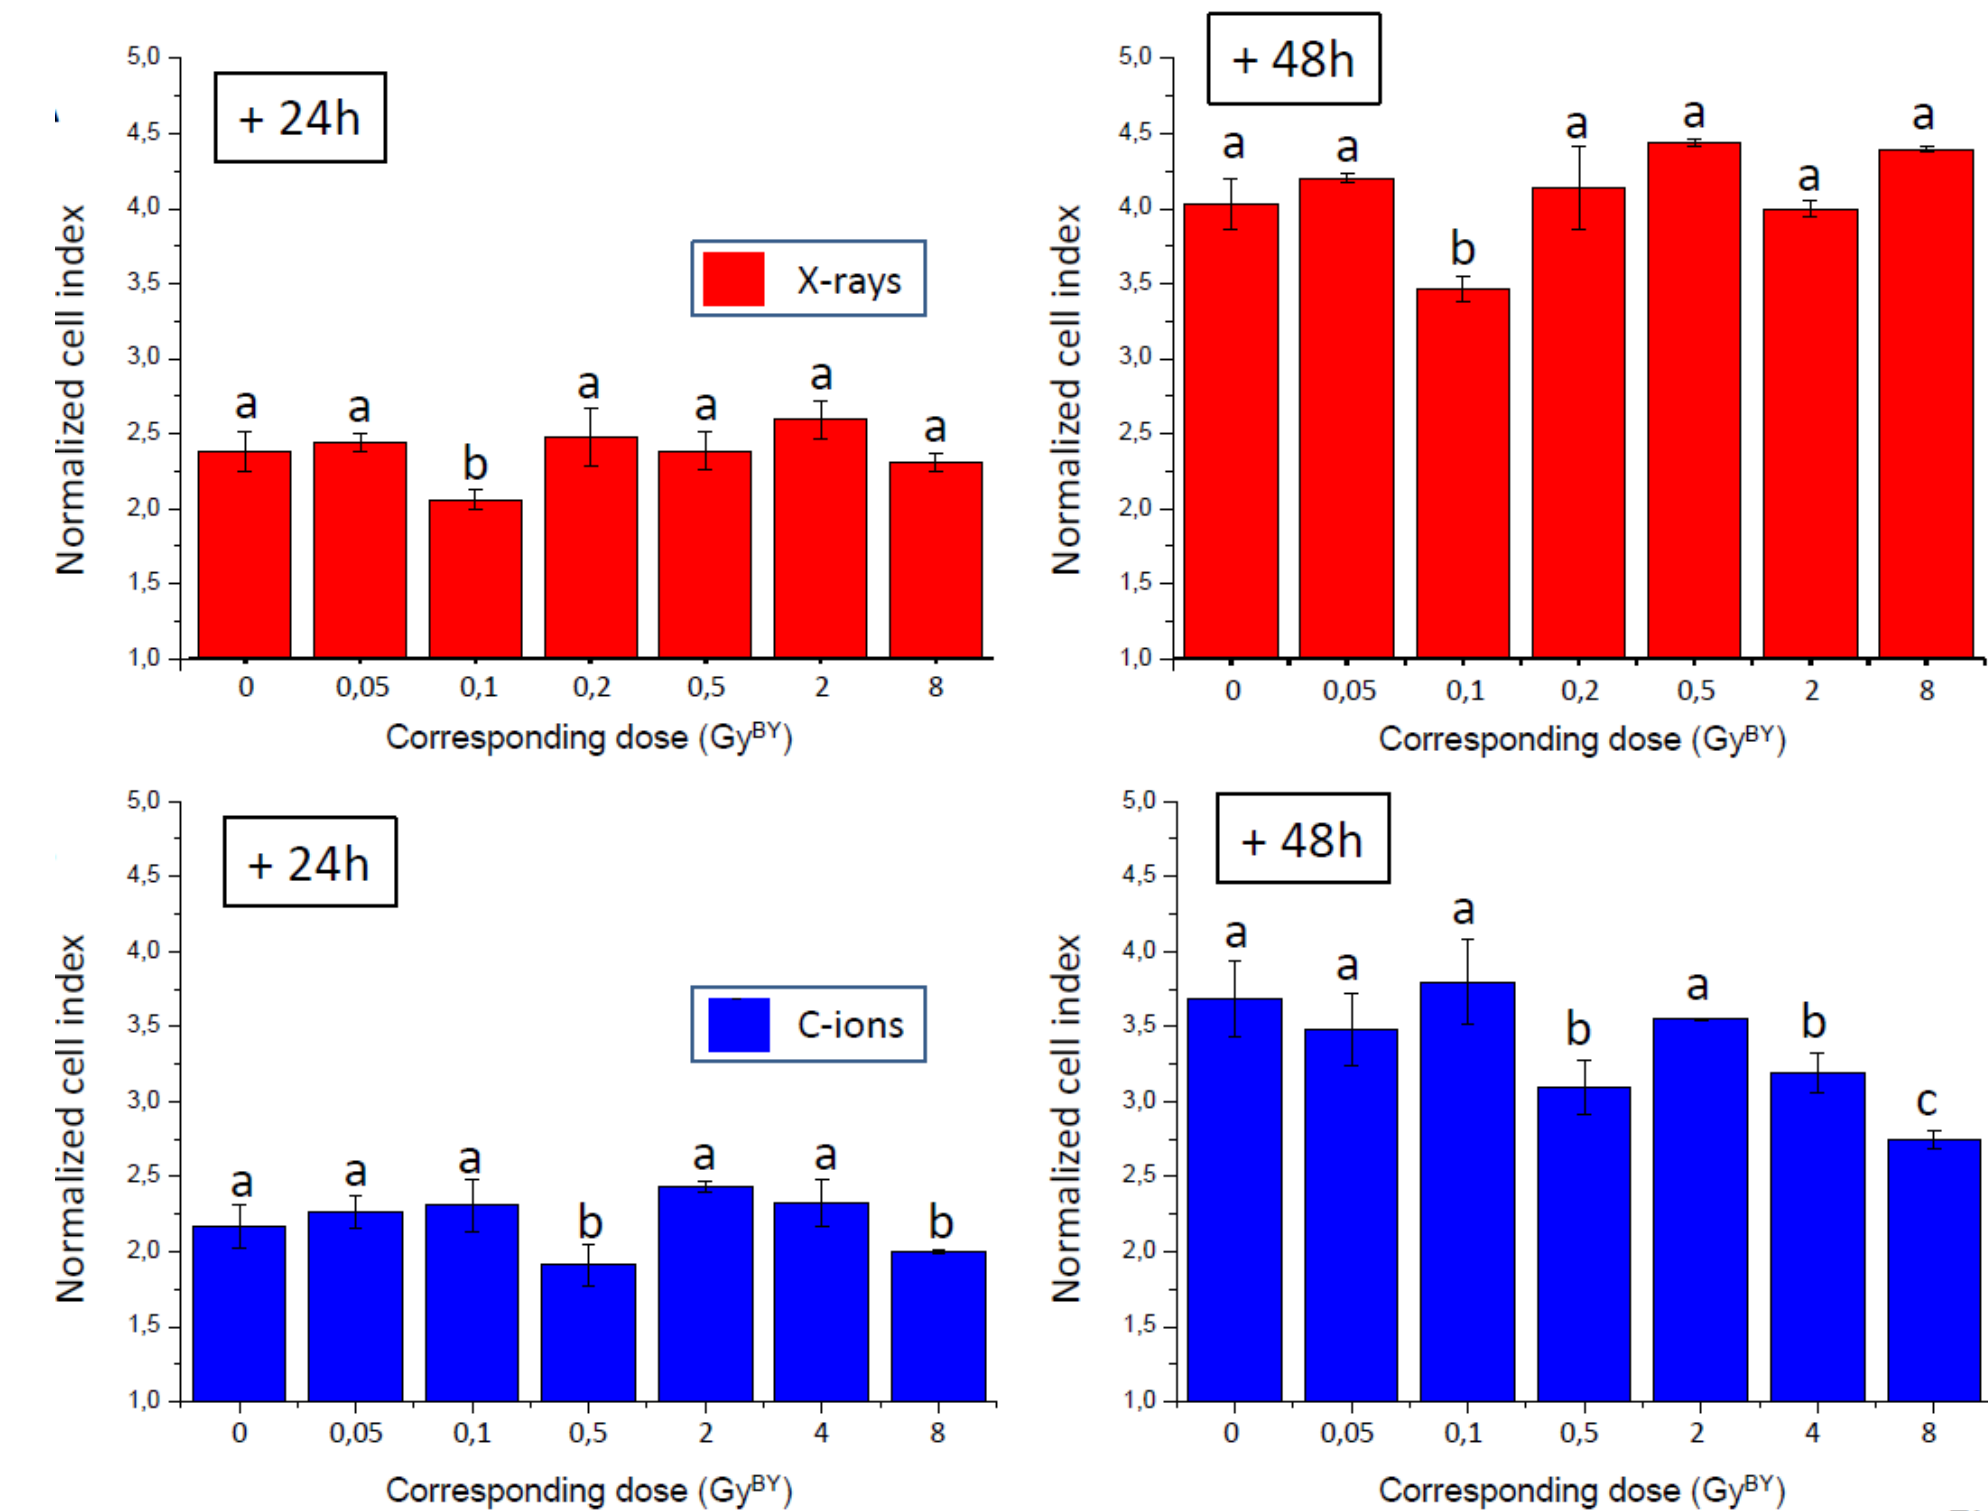 + 24h
5,0
4,5
4,0
3,5
3,0
2,5
2,0
1,5
1,0
Normalized cell index
X-rays
a a b a a a a
0 0,05 0,1 0,2 0,5 2 8
Corresponding dose (Gy^BY)
+ 48h
5,0
4,5
4,0
3,5
3,0
2,5
2,0
1,5
1,0
Normalized cell index
a a b a a a a
0 0,05 0,1 0,2 0,5 2 8
Corresponding dose (Gy^BY)
+ 24h
5,0
4,5
4,0
3,5
3,0
2,5
2,0
1,5
1,0
Normalized cell index
C-ions
a a a b a a b
0 0,05 0,1 0,5 2 4 8
Corresponding dose (Gy^BY)
+ 48h
5,0
4,5
4,0
3,5
3,0
2,5
2,0
1,5
1,0
Normalized cell index
a a a b a b c
0 0,05 0,1 0,5 2 4 8
Corresponding dose (Gy^BY)